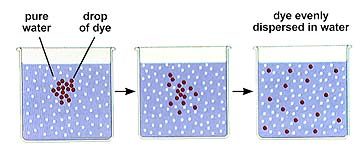 pure
water
drop
of dye
dye evenly
dispersed in water